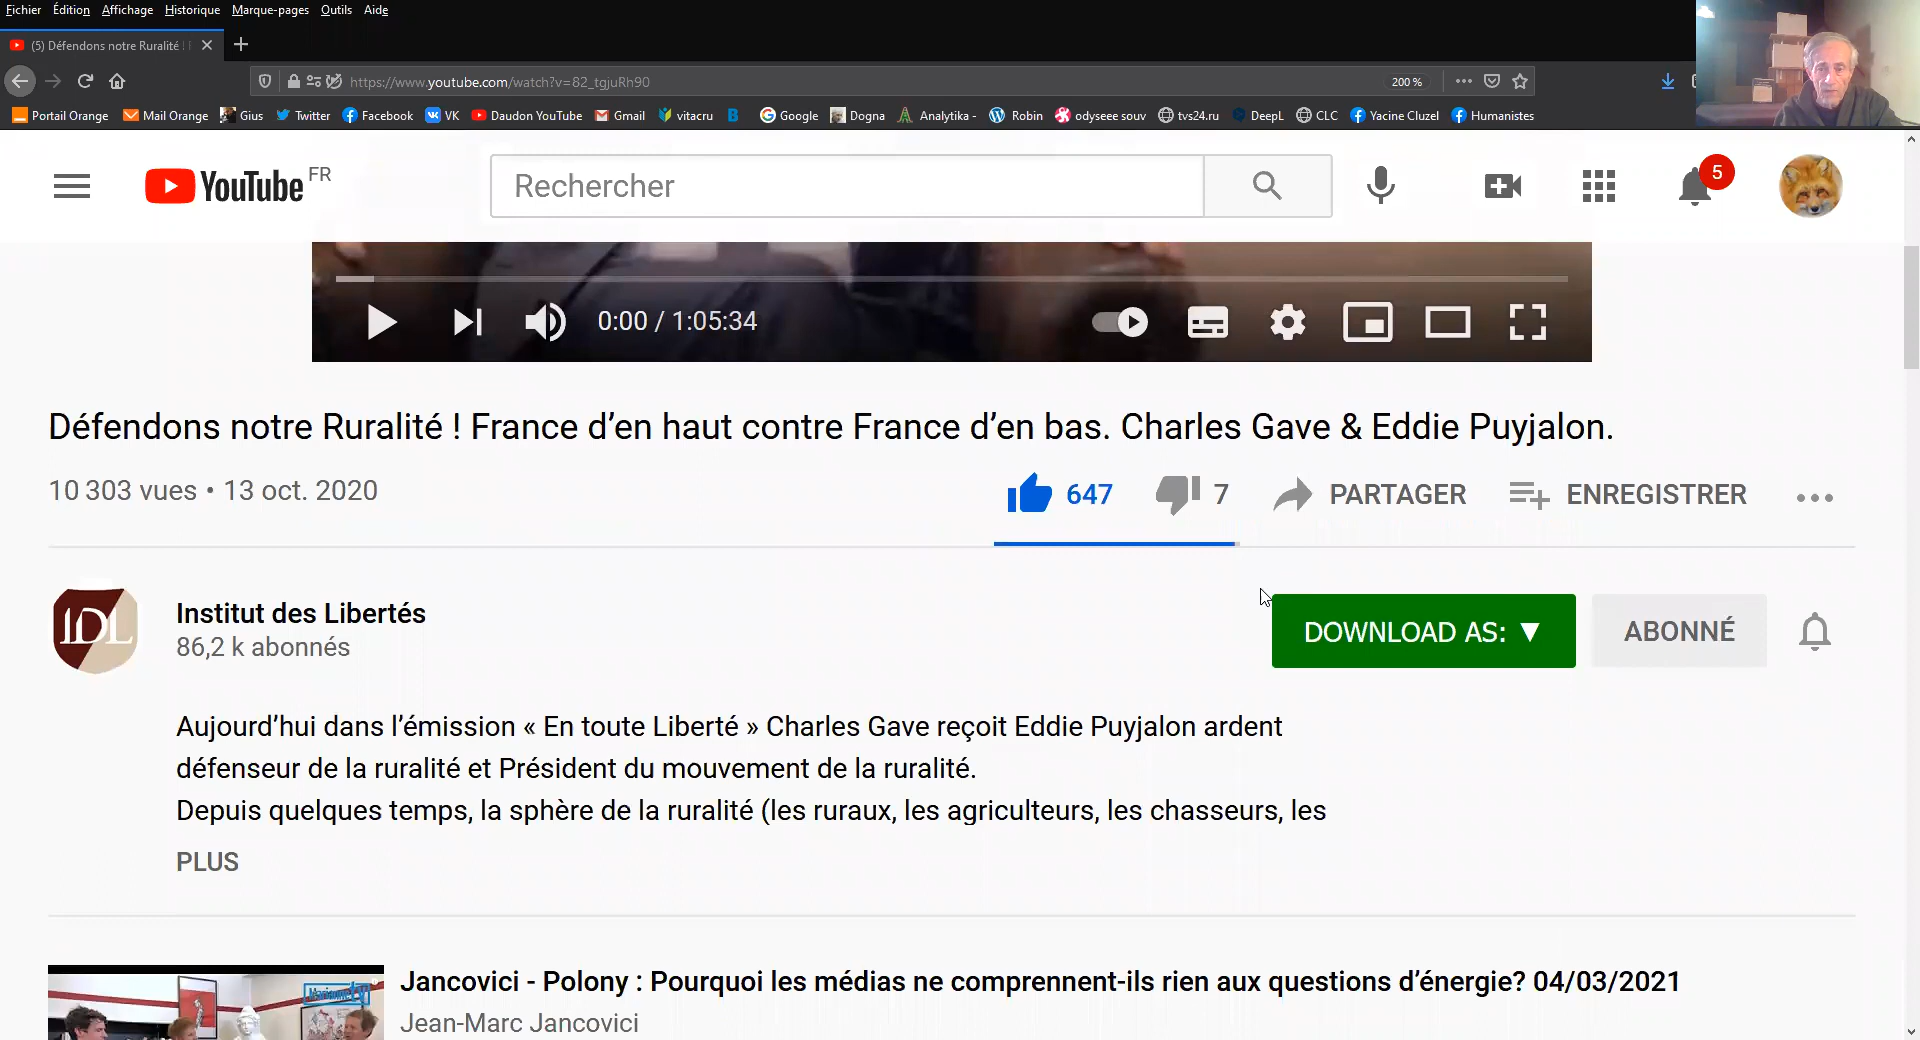 Fichier Édition Affichage Historique Marque-pages Outils Aide
(5) Défendons notre Ruralité !
https://www.youtube.com/watch?v=82_tgjuRh90 200 %
Portail Orange Mail Orange Gius Twitter Facebook VK Daudon YouTube Gmail vitacru B Google Dogna Analytika - Robin odyseee souv tvs24.ru DeepL CLC Yacine Cluzel Humanistes
YouTube FR Rechercher 5
0:00 / 1:05:34
Défendons notre Ruralité ! France d’en haut contre France d’en bas. Charles Gave & Eddie Puyjalon.
10 303 vues • 13 oct. 2020 647 7 PARTAGER ENREGISTRER
IDL
Institut des Libertés
86,2 k abonnés
DOWNLOAD AS: ▼ ABONNÉ
Aujourd’hui dans l’émission « En toute Liberté » Charles Gave reçoit Eddie Puyjalon ardent
défenseur de la ruralité et Président du mouvement de la ruralité.
Depuis quelques temps, la sphère de la ruralité (les ruraux, les agriculteurs, les chasseurs, les
PLUS
Marianne tv
Jancovici - Polony : Pourquoi les médias ne comprennent-ils rien aux questions d’énergie? 04/03/2021
Jean-Marc Jancovici